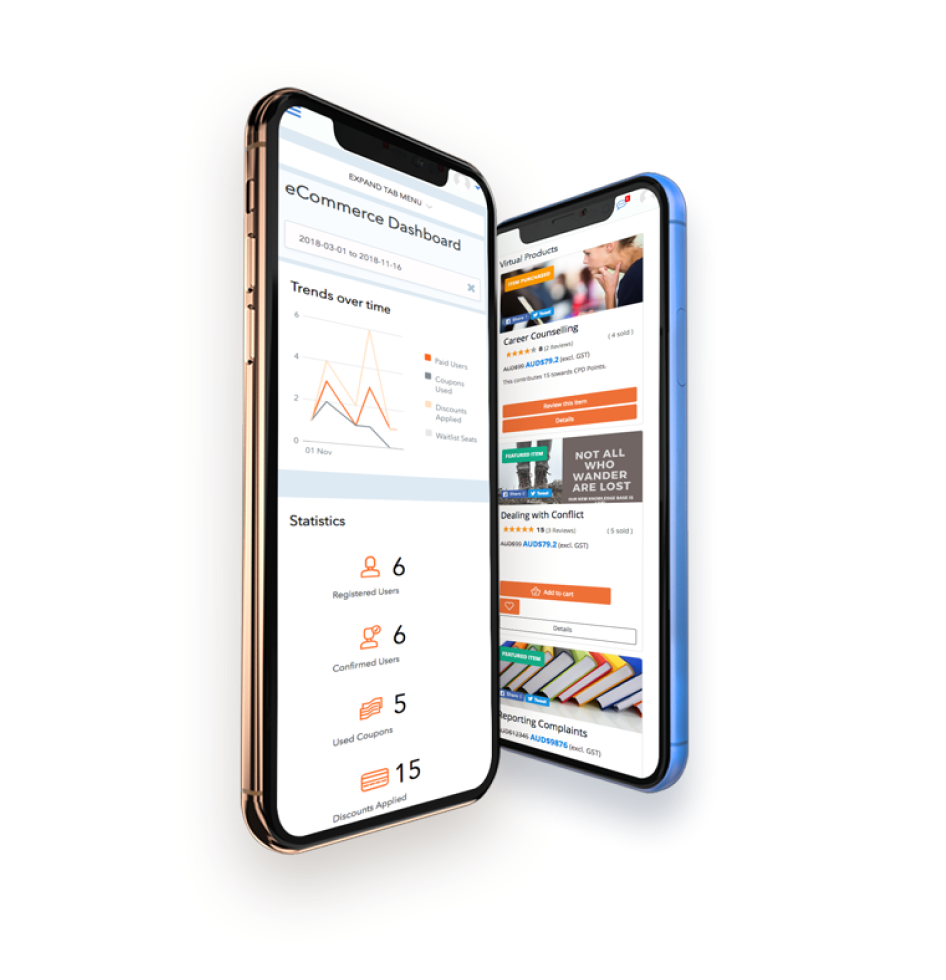 EXPAND TAB MENU
eCommerce Dashboard
2018-03-01 to 2018-11-16
Trends over time
6
4
2
0
01 Nov
Paid Users
Coupons
Used
Discounts
Applied
Waitlist Seats
Statistics
6
Registered Users
6
Confirmed Users
5
Used Coupons
15
Discounts Applied
Virtual Products
ITEM PURCHASED
Share Tweet
Career Counselling ( 4 sold )
8 (2 Reviews)
AUD$99 AUD$79.2 (excl. GST)
This contributes 15 towards CPD Points.
Review this item
Details
FEATURED ITEM
NOT ALL
WHO
WANDER
ARE LOST
Share Tweet
Dealing with Conflict
15 (3 Reviews) ( 5 sold )
AUD$99 AUD$79.2 (excl. GST)
Add to cart
Details
FEATURED ITEM
Share Tweet
Reporting Complaints
AUD$12345 AUD$9876 (excl. GST)